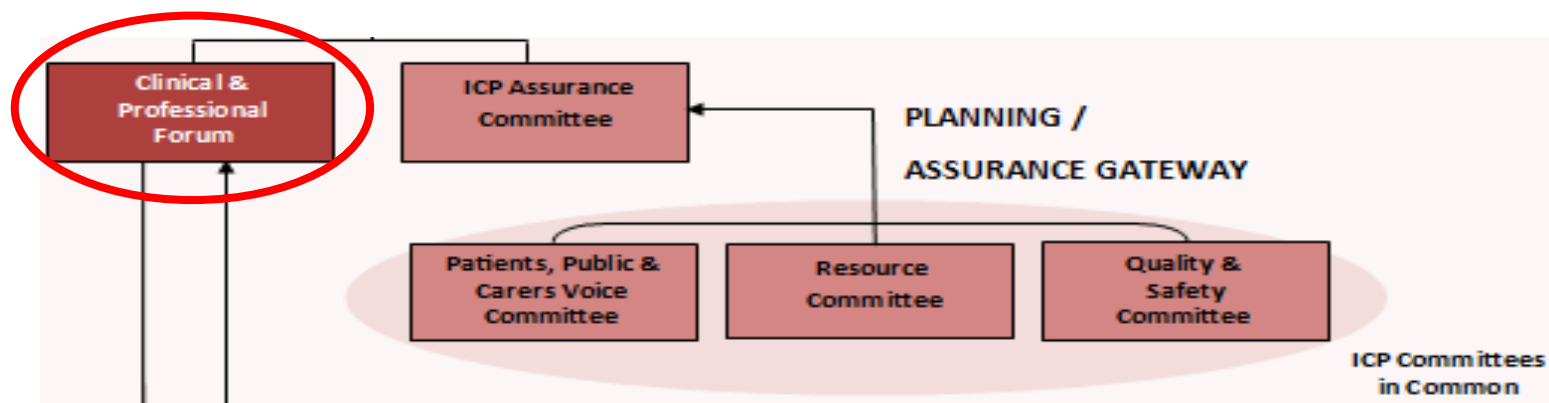 Clinical &
Professional
Forum
ICP Assurance
Committee
PLANNING /
ASSURANCE GATEWAY
Patients, Public &
Carers Voice
Committee
Resource
Committee
Quality &
Safety
Committee
ICP Committees
in Common